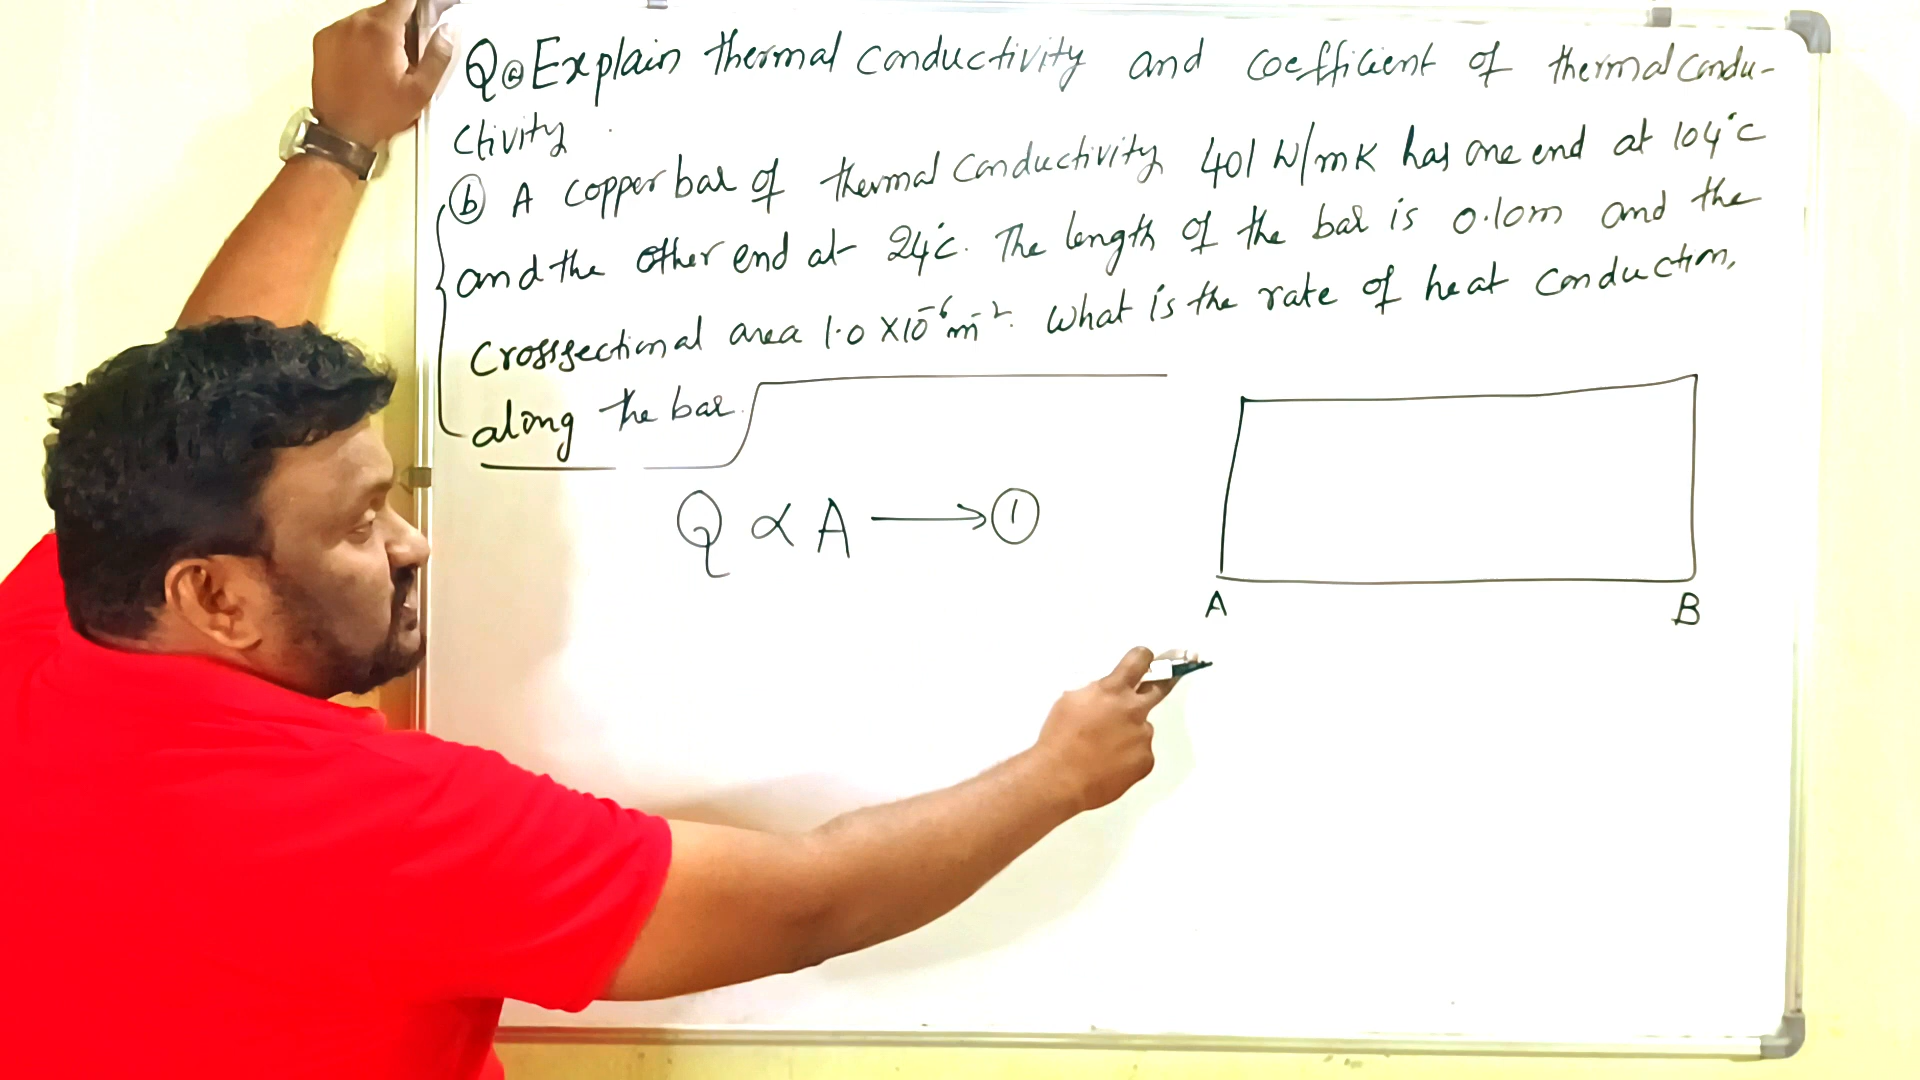 Q ⓐ Explain thermal conductivity and coefficient of thermal Condu-
ctivity.
ⓑ A copper bar of thermal Conductivity 401 W/mK has one end at 104°C
and the other end at 24°C. The length of the bar is 0.10m and the
Crosssectional area 1.0 X10⁻⁶ m⁻². What is the rate of heat Conduction,
along the bar.
Q ∝ A ⟶ ①
A B